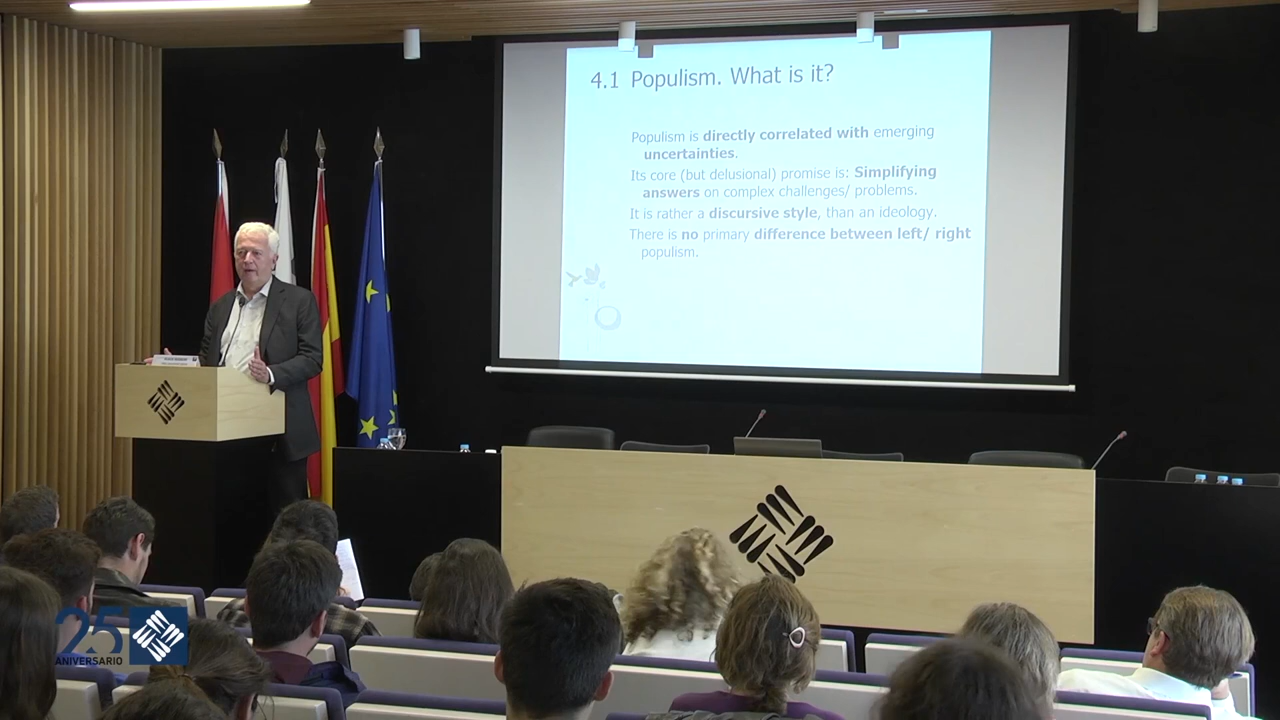 4.1 Populism. What is it?
Populism is directly correlated with emerging
uncertainties.
Its core (but delusional) promise is: Simplifying
answers on complex challenges/ problems.
It is rather a discursive style, than an ideology.
There is no primary difference between left/ right
populism.
25
ANIVERSARIO